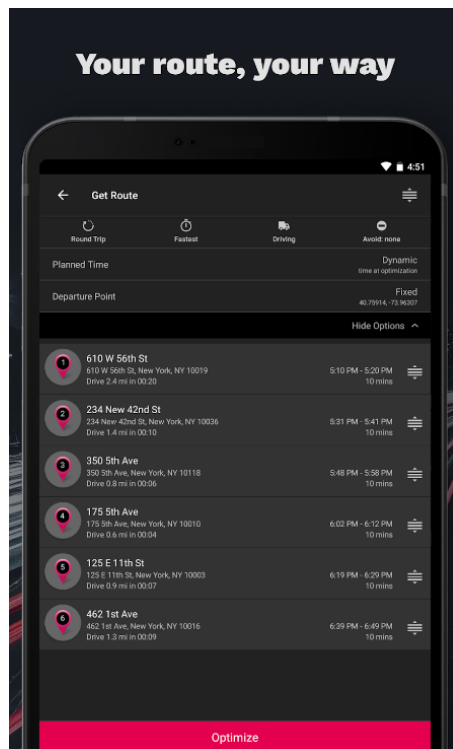 Your route, your way
4:51
Get Route
Round Trip
Fastest
Driving
Avoid: none
Planned Time
Dynamic
time at optimization
Departure Point
Fixed
40.75914, -73.96307
Hide Options
1
610 W 56th St
610 W 56th St, New York, NY 10019
Drive 2.4 mi in 00:20
5:10 PM - 5:20 PM
10 mins
2
234 New 42nd St
234 New 42nd St, New York, NY 10036
Drive 1.4 mi in 00:10
5:31 PM - 5:41 PM
10 mins
3
350 5th Ave
350 5th Ave, New York, NY 10118
Drive 0.8 mi in 00:06
5:48 PM - 5:58 PM
10 mins
4
175 5th Ave
175 5th Ave, New York, NY 10010
Drive 0.6 mi in 00:04
6:02 PM - 6:12 PM
10 mins
5
125 E 11th St
125 E 11th St, New York, NY 10003
Drive 0.9 mi in 00:07
6:19 PM - 6:29 PM
10 mins
6
462 1st Ave
462 1st Ave, New York, NY 10016
Drive 1.3 mi in 00:09
6:39 PM - 6:49 PM
10 mins
Optimize